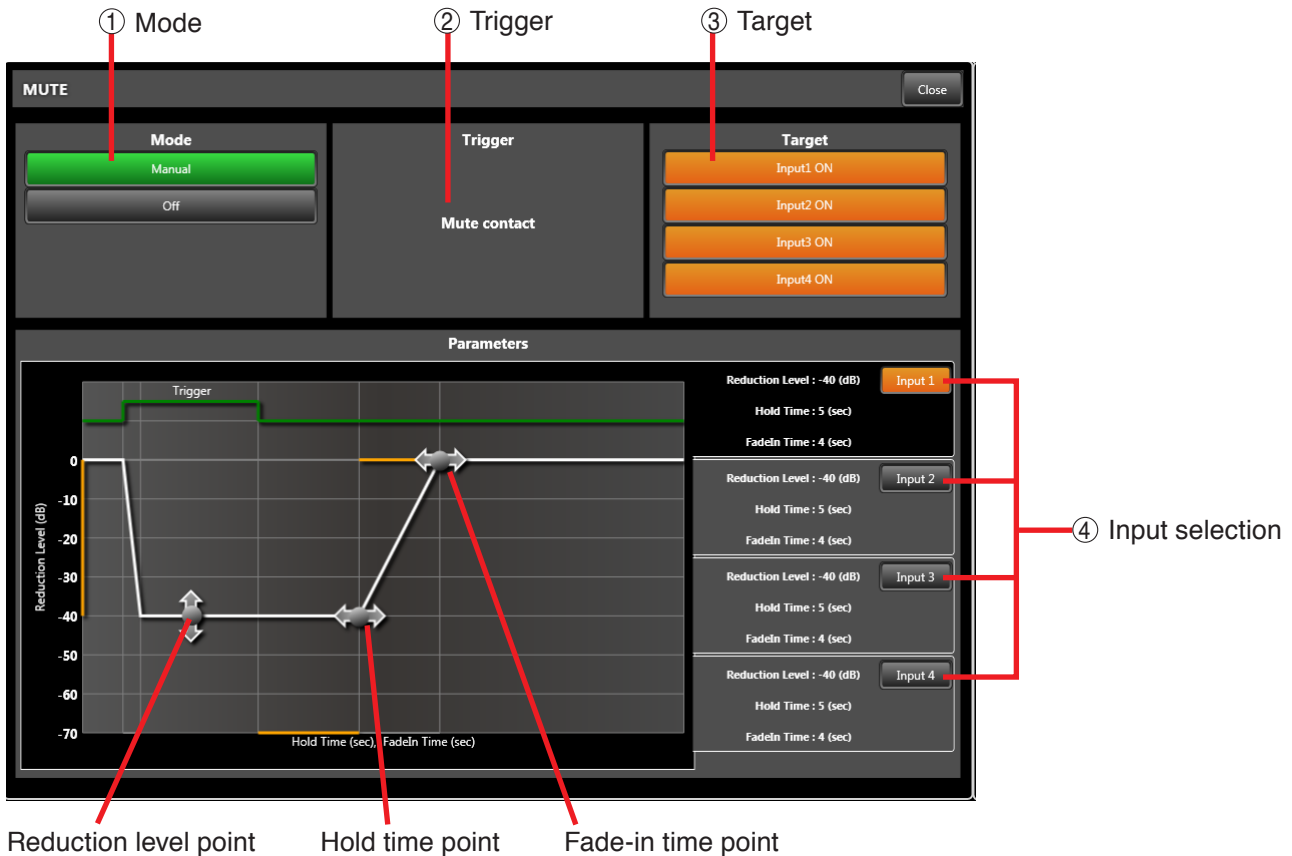 ① Mode
② Trigger
③ Target
MUTE
Close
Mode
Manual
Off
Trigger
Mute contact
Target
Input1 ON
Input2 ON
Input3 ON
Input4 ON
Parameters
Trigger
0
-10
-20
-30
-40
-50
-60
-70
Reduction Level (dB)
Hold Time (sec), FadeIn Time (sec)
Reduction Level : -40 (dB)
Input 1
Hold Time : 5 (sec)
FadeIn Time : 4 (sec)
Reduction Level : -40 (dB)
Input 2
Hold Time : 5 (sec)
FadeIn Time : 4 (sec)
Reduction Level : -40 (dB)
Input 3
Hold Time : 5 (sec)
FadeIn Time : 4 (sec)
Reduction Level : -40 (dB)
Input 4
Hold Time : 5 (sec)
FadeIn Time : 4 (sec)
④ Input selection
Reduction level point
Hold time point
Fade-in time point